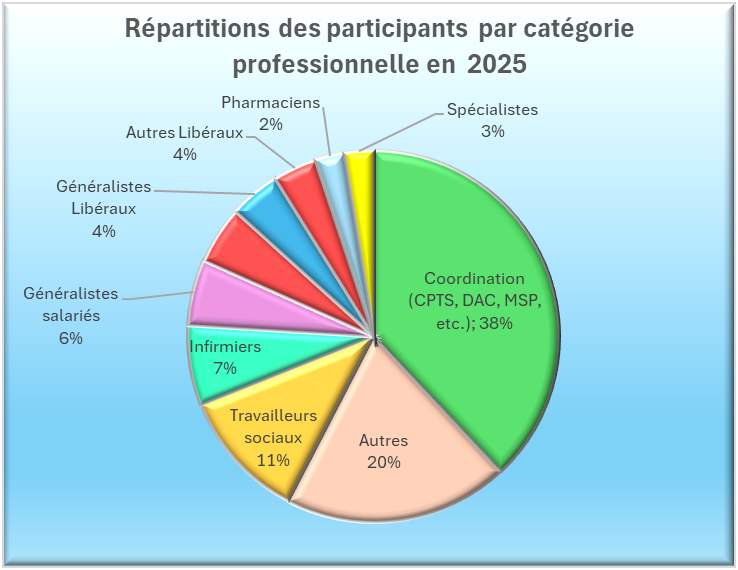 Répartitions des participants par catégorie
professionnelle en 2025
Pharmaciens
2%
Spécialistes
3%
Autres Libéraux
4%
Généralistes
Libéraux
4%
Généralistes
salariés
6%
Coordination
(CPTS, DAC, MSP,
etc.); 38%
Infirmiers
7%
Travailleurs
sociaux
11%
Autres
20%